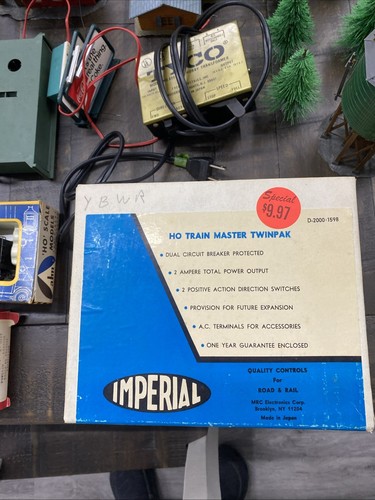 CO
YBWR
Special
$9.97
D-2000-1598
HO TRAIN MASTER TWINPAK
• DUAL CIRCUIT BREAKER PROTECTED
• 2 AMPERE TOTAL POWER OUTPUT
• 2 POSITIVE ACTION DIRECTION SWITCHES
• PROVISION FOR FUTURE EXPANSION
• A.C. TERMINALS FOR ACCESSORIES
• ONE YEAR GUARANTEE ENCLOSED
IMPERIAL
QUALITY CONTROLS
For
ROAD & RAIL
MRC Electronics Corp.
Brooklyn, NY 11204
Made in Japan
HO SCALE